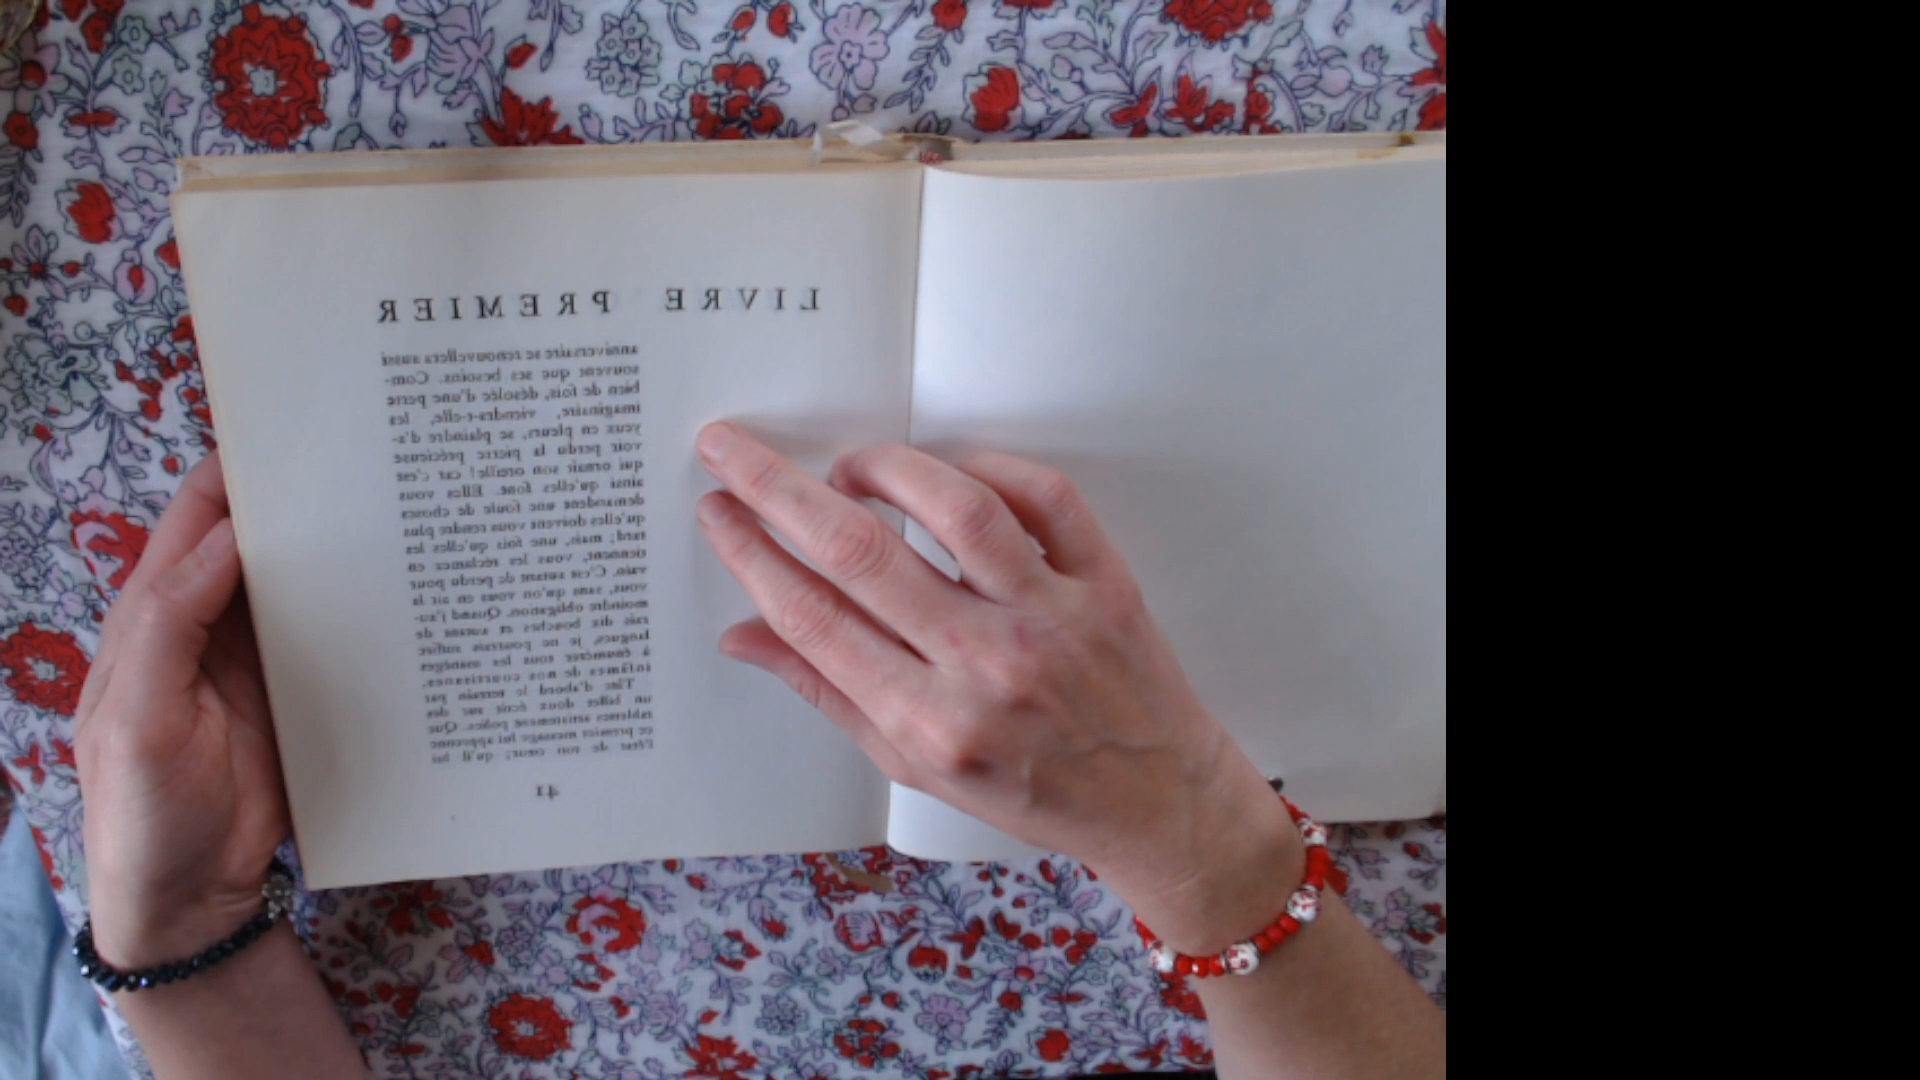 LIVRE PREMIER
anniversaire se renouvellera aussi
souvent que ses besoins. Com-
bien de fois, désolée d'une perte
imaginaire, viendra-t-elle, les
yeux en pleurs, se plaindre d'a-
voir perdu la pierre précieuse
qui ornait son oreille! car c'est
ainsi qu'elles font. Elles vous
demandent une foule de choses
qu'elles doivent vous rendre plus
tard; mais, une fois qu'elles les
tiennent, vous les réclamez en
vain. C'est autant de perdu pour
vous, sans qu'on vous en ait la
moindre obligation. Quand j'au-
rais dix bouches et autant de
langues, je ne pourrais suffire
à énumérer tous les manèges
infâmes de nos courtisanes.
Tâte d'abord le terrain par
un billet doux écrit sur des
tablettes artistement polies. Que
ce premier message lui apprenne
l'état de ton cœur; qu'il lui
41